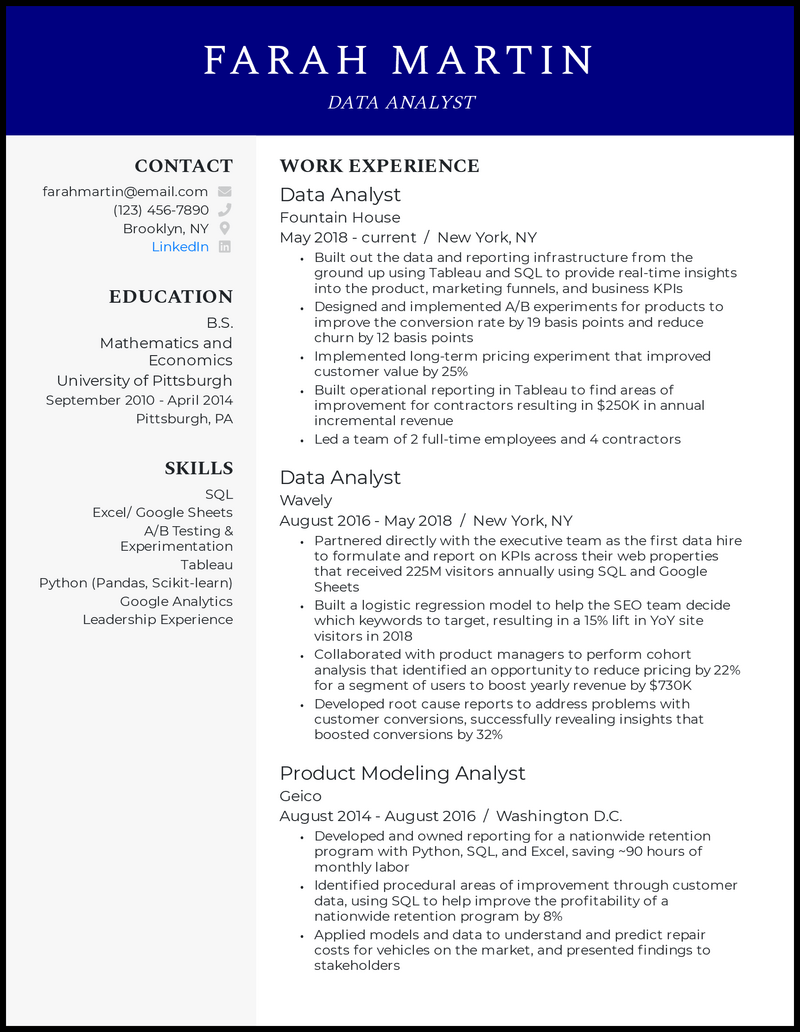 FARAH MARTIN
DATA ANALYST
CONTACT
farahmartin@email.com
(123) 456-7890
Brooklyn, NY
LinkedIn
EDUCATION
B.S.
Mathematics and
Economics
University of Pittsburgh
September 2010 - April 2014
Pittsburgh, PA
SKILLS
SQL
Excel/ Google Sheets
A/B Testing &
Experimentation
Tableau
Python (Pandas, Scikit-learn)
Google Analytics
Leadership Experience
WORK EXPERIENCE
Data Analyst
Fountain House
May 2018 - current / New York, NY
• Built out the data and reporting infrastructure from the
ground up using Tableau and SQL to provide real-time insights
into the product, marketing funnels, and business KPIs
• Designed and implemented A/B experiments for products to
improve the conversion rate by 19 basis points and reduce
churn by 12 basis points
• Implemented long-term pricing experiment that improved
customer value by 25%
• Built operational reporting in Tableau to find areas of
improvement for contractors resulting in $250K in annual
incremental revenue
• Led a team of 2 full-time employees and 4 contractors
Data Analyst
Wavely
August 2016 - May 2018 / New York, NY
• Partnered directly with the executive team as the first data hire
to formulate and report on KPIs across their web properties
that received 225M visitors annually using SQL and Google
Sheets
• Built a logistic regression model to help the SEO team decide
which keywords to target, resulting in a 15% lift in YoY site
visitors in 2018
• Collaborated with product managers to perform cohort
analysis that identified an opportunity to reduce pricing by 22%
for a segment of users to boost yearly revenue by $730K
• Developed root cause reports to address problems with
customer conversions, successfully revealing insights that
boosted conversions by 32%
Product Modeling Analyst
Geico
August 2014 - August 2016 / Washington D.C.
• Developed and owned reporting for a nationwide retention
program with Python, SQL, and Excel, saving ~90 hours of
monthly labor
• Identified procedural areas of improvement through customer
data, using SQL to help improve the profitability of a
nationwide retention program by 8%
• Applied models and data to understand and predict repair
costs for vehicles on the market, and presented findings to
stakeholders